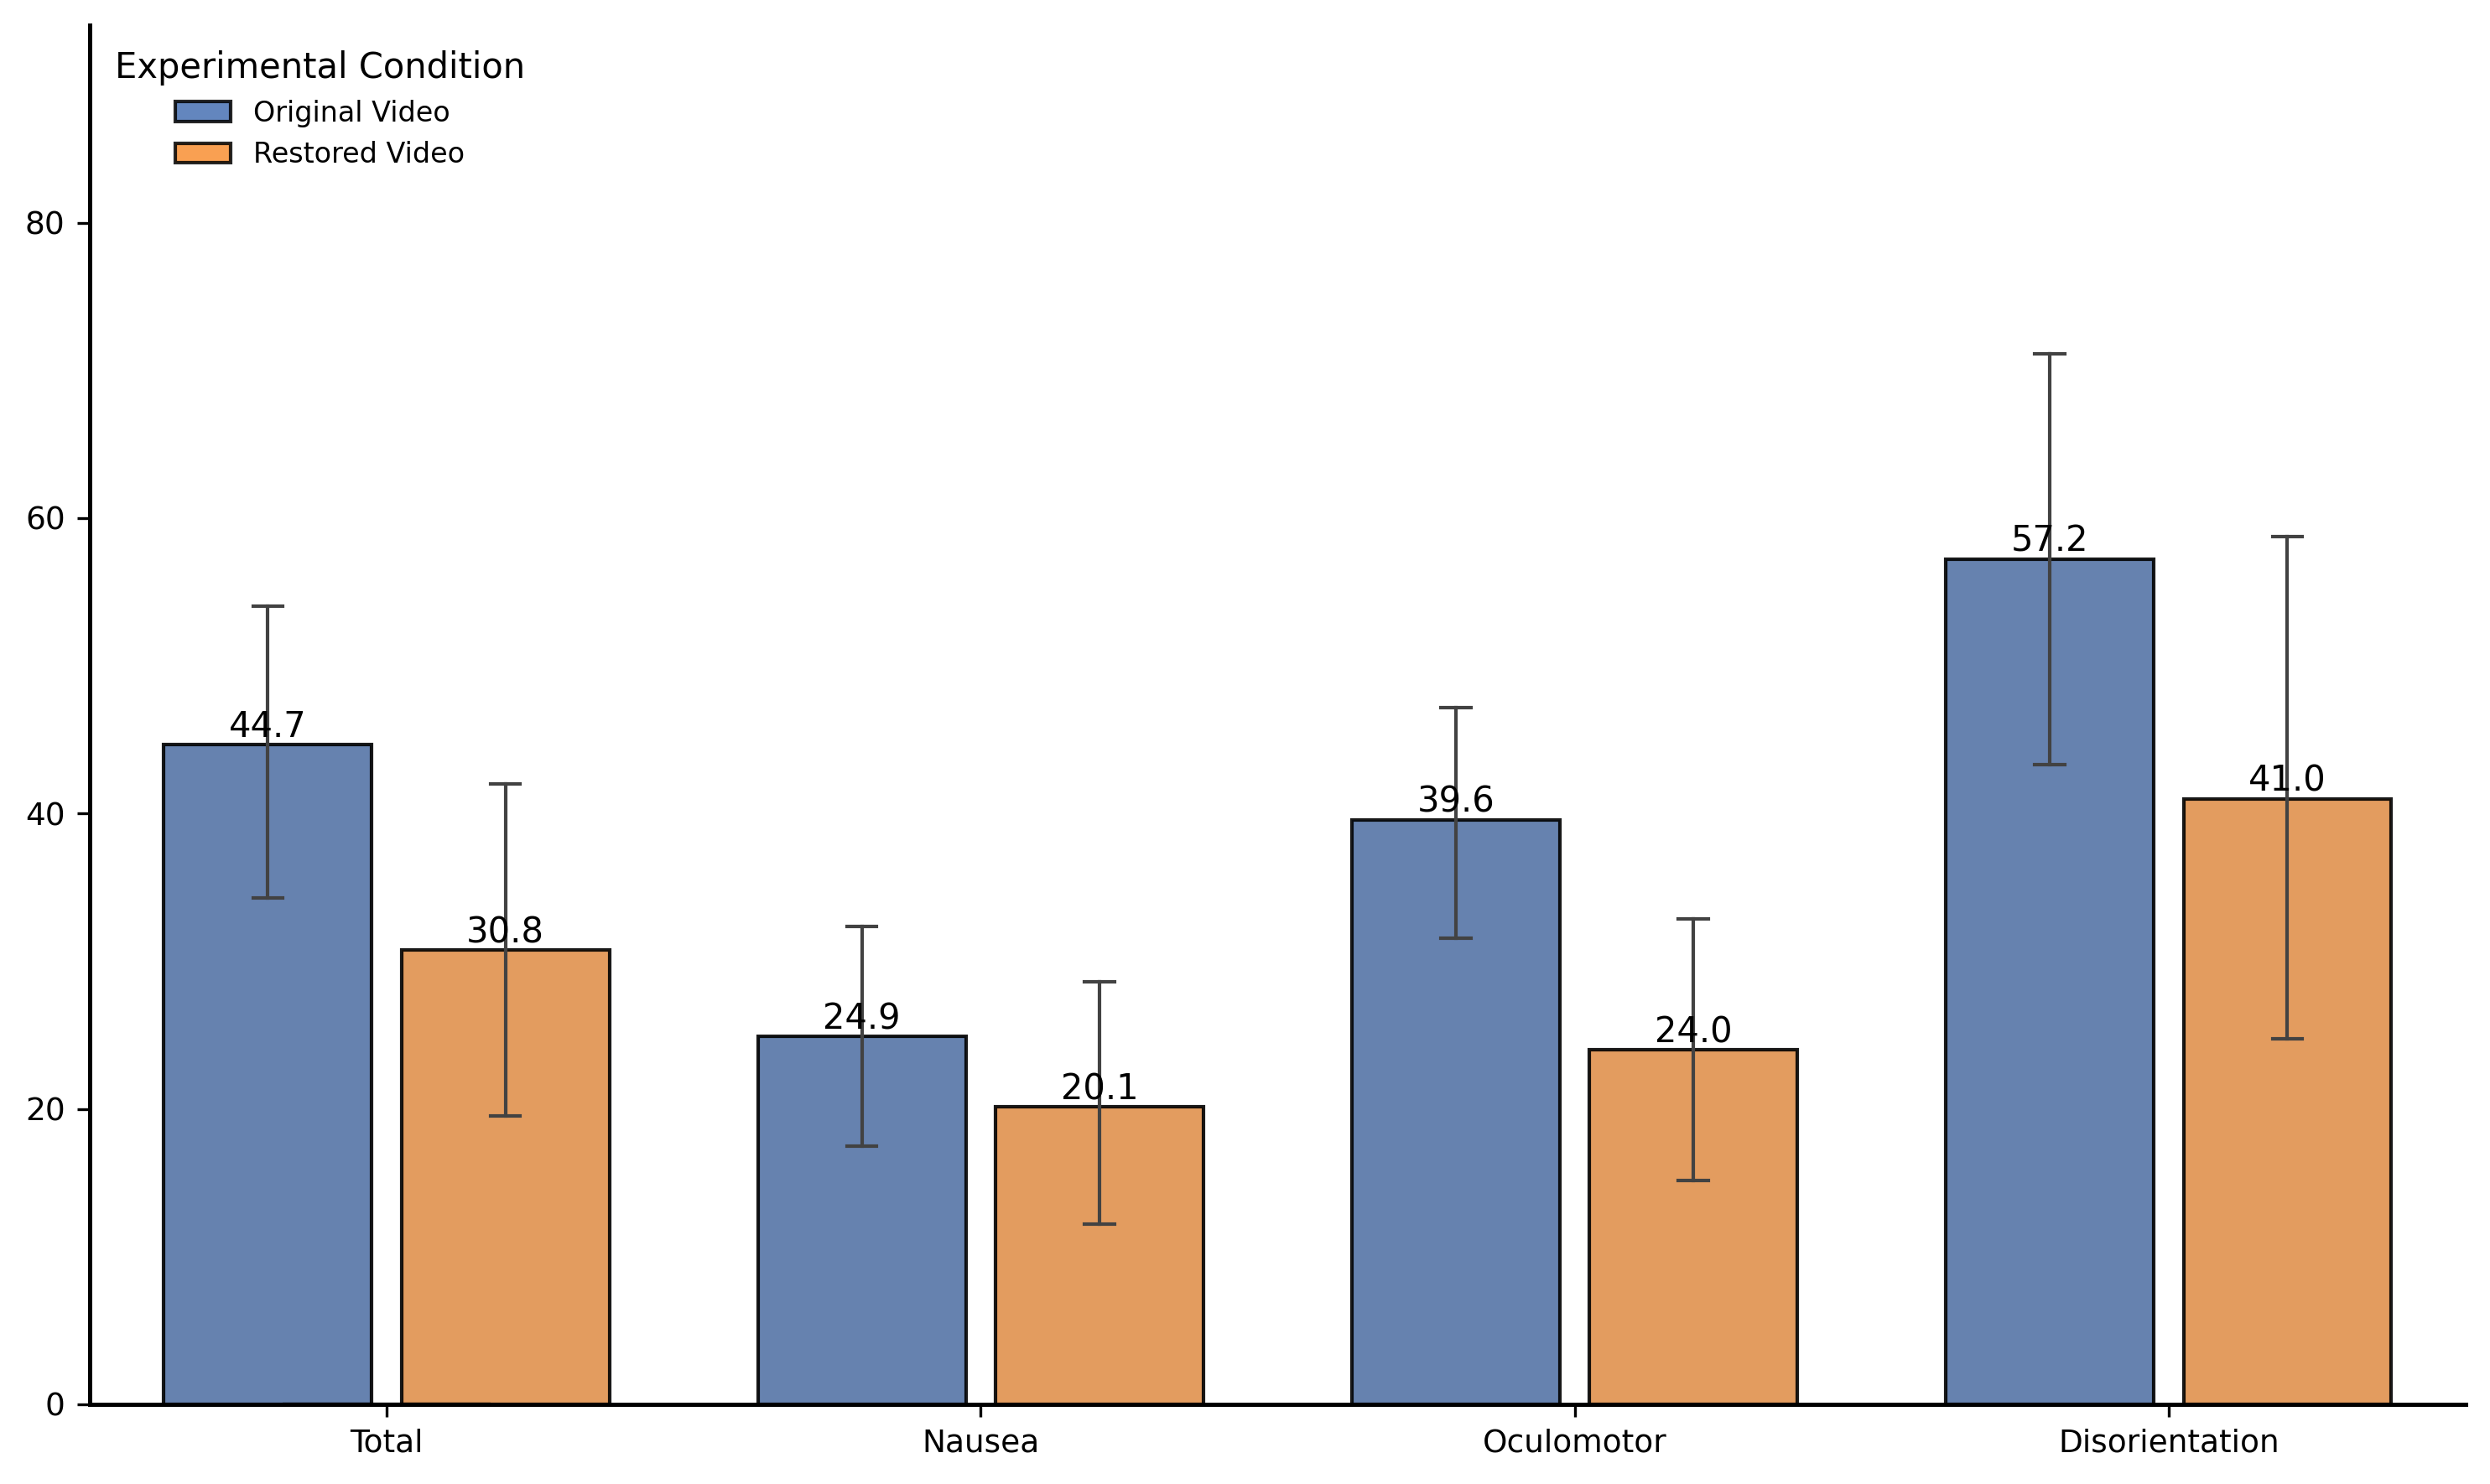 Experimental Condition
Original Video
Restored Video
80
60
40
20
0
44.7
30.8
24.9
20.1
39.6
24.0
57.2
41.0
Total
Nausea
Oculomotor
Disorientation